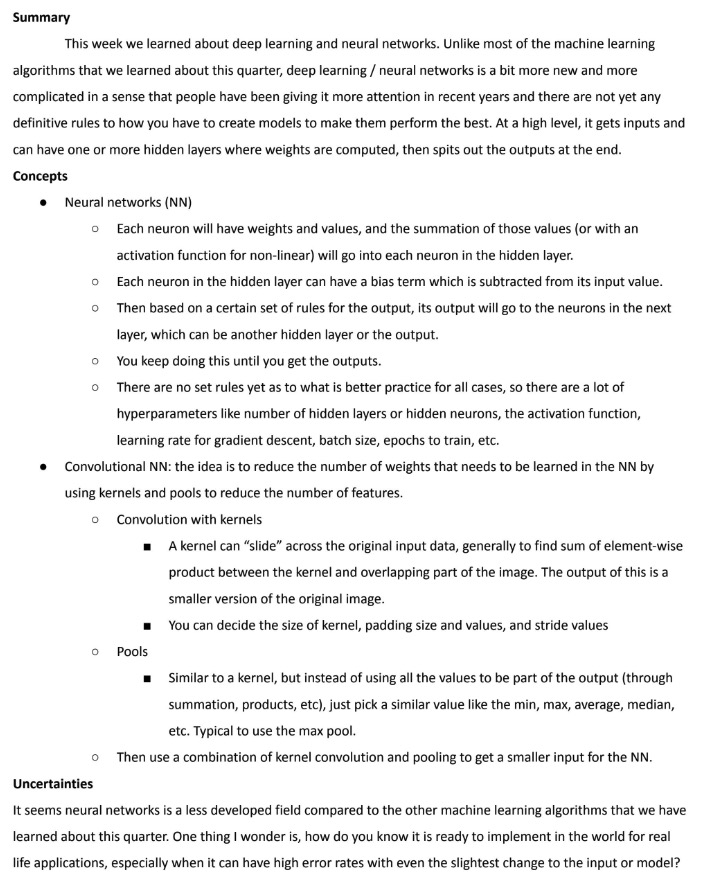 Summary
This week we learned about deep learning and neural networks. Unlike most of the machine learning
algorithms that we learned about this quarter, deep learning / neural networks is a bit more new and more
complicated in a sense that people have been giving it more attention in recent years and there are not yet any
definitive rules to how you have to create models to make them perform the best. At a high level, it gets inputs and
can have one or more hidden layers where weights are computed, then spits out the outputs at the end.
Concepts
● Neural networks (NN)
○ Each neuron will have weights and values, and the summation of those values (or with an
activation function for non-linear) will go into each neuron in the hidden layer.
○ Each neuron in the hidden layer can have a bias term which is subtracted from its input value.
○ Then based on a certain set of rules for the output, its output will go to the neurons in the next
layer, which can be another hidden layer or the output.
○ You keep doing this until you get the outputs.
○ There are no set rules yet as to what is better practice for all cases, so there are a lot of
hyperparameters like number of hidden layers or hidden neurons, the activation function,
learning rate for gradient descent, batch size, epochs to train, etc.
● Convolutional NN: the idea is to reduce the number of weights that needs to be learned in the NN by
using kernels and pools to reduce the number of features.
○ Convolution with kernels
■ A kernel can “slide” across the original input data, generally to find sum of element-wise
product between the kernel and overlapping part of the image. The output of this is a
smaller version of the original image.
■ You can decide the size of kernel, padding size and values, and stride values
○ Pools
■ Similar to a kernel, but instead of using all the values to be part of the output (through
summation, products, etc), just pick a similar value like the min, max, average, median,
etc. Typical to use the max pool.
○ Then use a combination of kernel convolution and pooling to get a smaller input for the NN.
Uncertainties
It seems neural networks is a less developed field compared to the other machine learning algorithms that we have
learned about this quarter. One thing I wonder is, how do you know it is ready to implement in the world for real
life applications, especially when it can have high error rates with even the slightest change to the input or model?